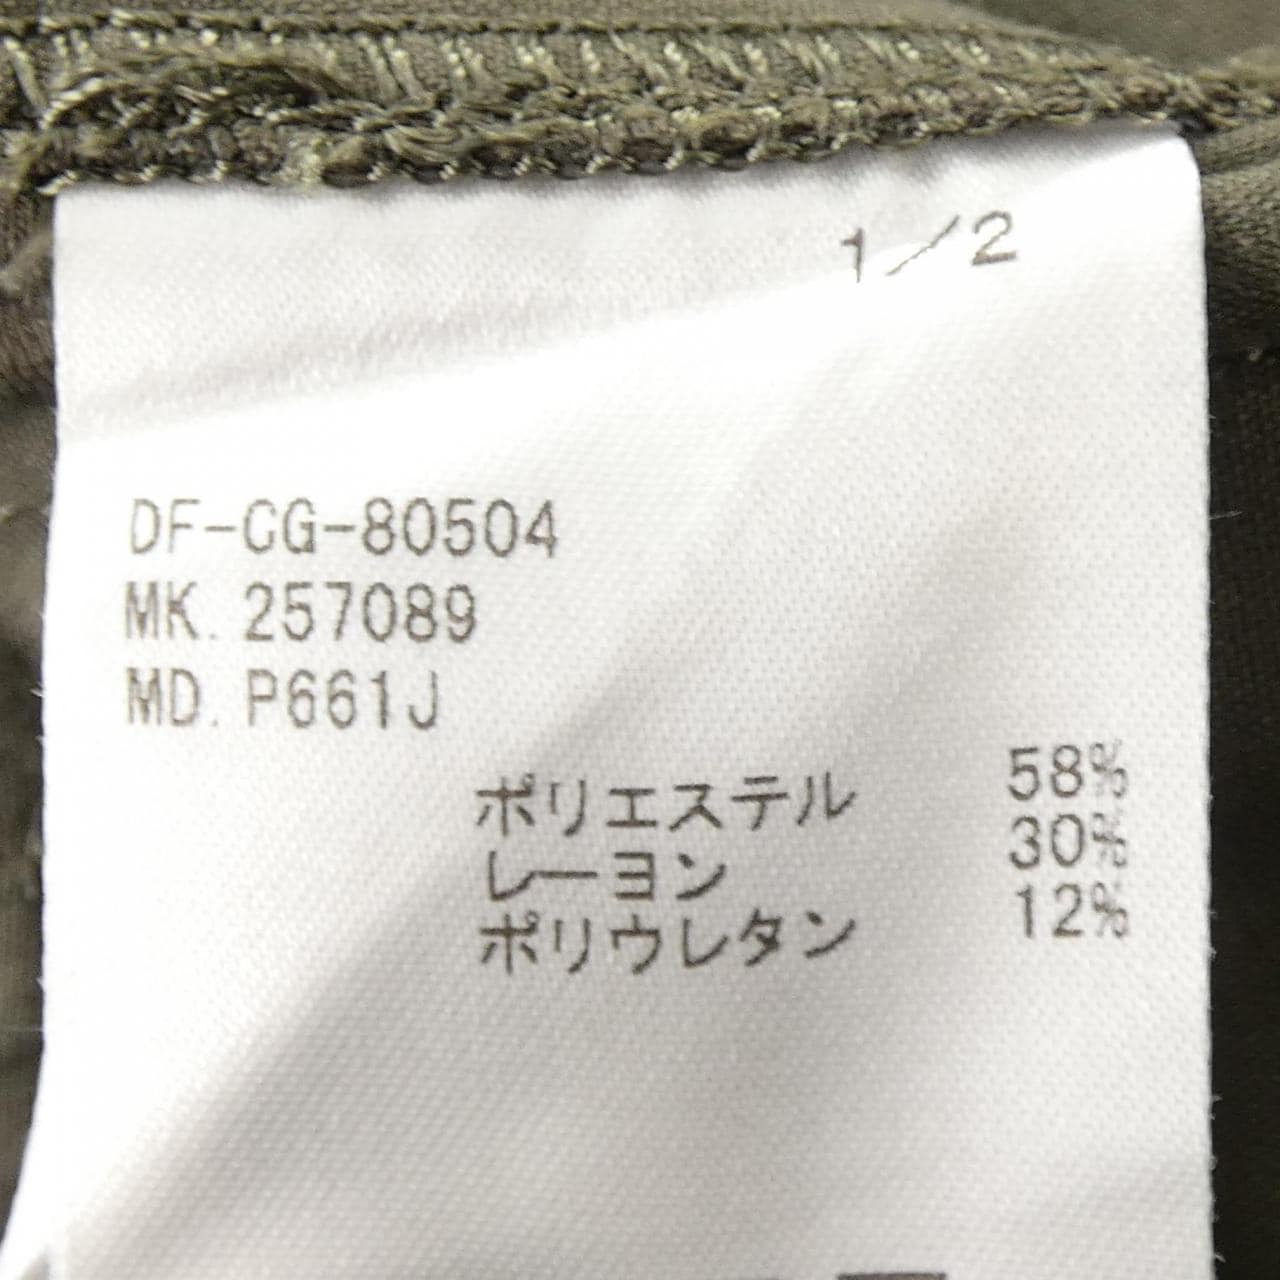 1／2
DF-CG-80504
MK. 257089
MD. P661J
ポリエステル 58%
レーヨン 30%
ポリウレタン 12%